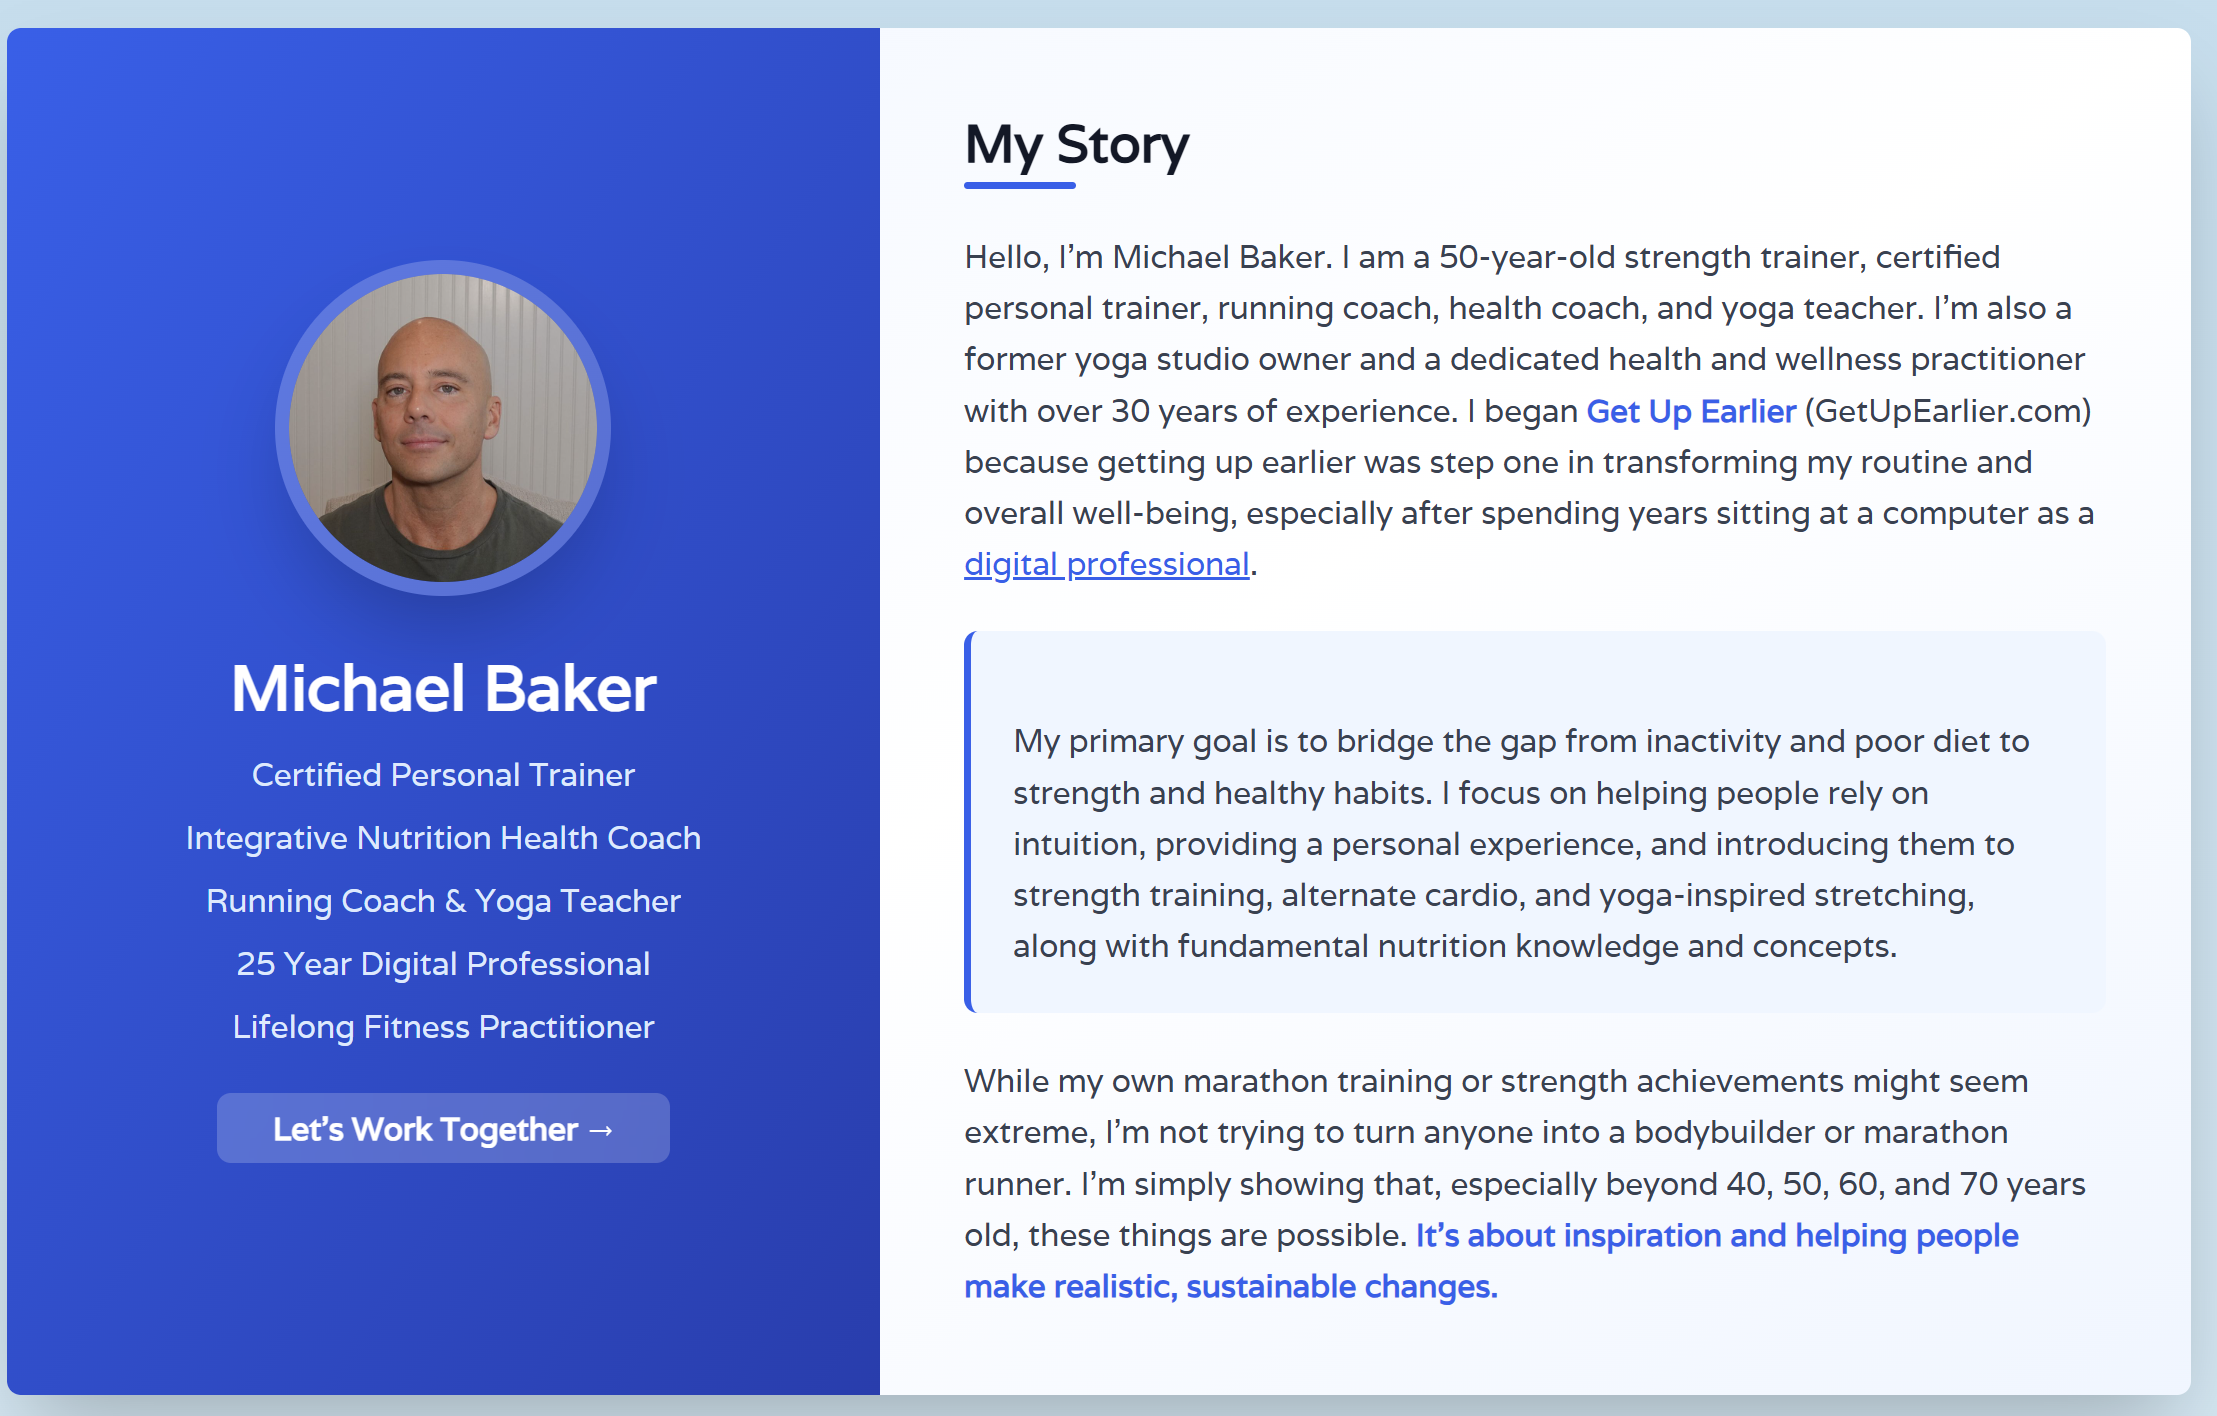 Michael Baker
Certified Personal Trainer
Integrative Nutrition Health Coach
Running Coach & Yoga Teacher
25 Year Digital Professional
Lifelong Fitness Practitioner
Let’s Work Together →
My Story
Hello, I’m Michael Baker. I am a 50-year-old strength trainer, certified
personal trainer, running coach, health coach, and yoga teacher. I’m also a
former yoga studio owner and a dedicated health and wellness practitioner
with over 30 years of experience. I began Get Up Earlier (GetUpEarlier.com)
because getting up earlier was step one in transforming my routine and
overall well-being, especially after spending years sitting at a computer as a
digital professional.
My primary goal is to bridge the gap from inactivity and poor diet to
strength and healthy habits. I focus on helping people rely on
intuition, providing a personal experience, and introducing them to
strength training, alternate cardio, and yoga-inspired stretching,
along with fundamental nutrition knowledge and concepts.
While my own marathon training or strength achievements might seem
extreme, I’m not trying to turn anyone into a bodybuilder or marathon
runner. I’m simply showing that, especially beyond 40, 50, 60, and 70 years
old, these things are possible. It’s about inspiration and helping people
make realistic, sustainable changes.